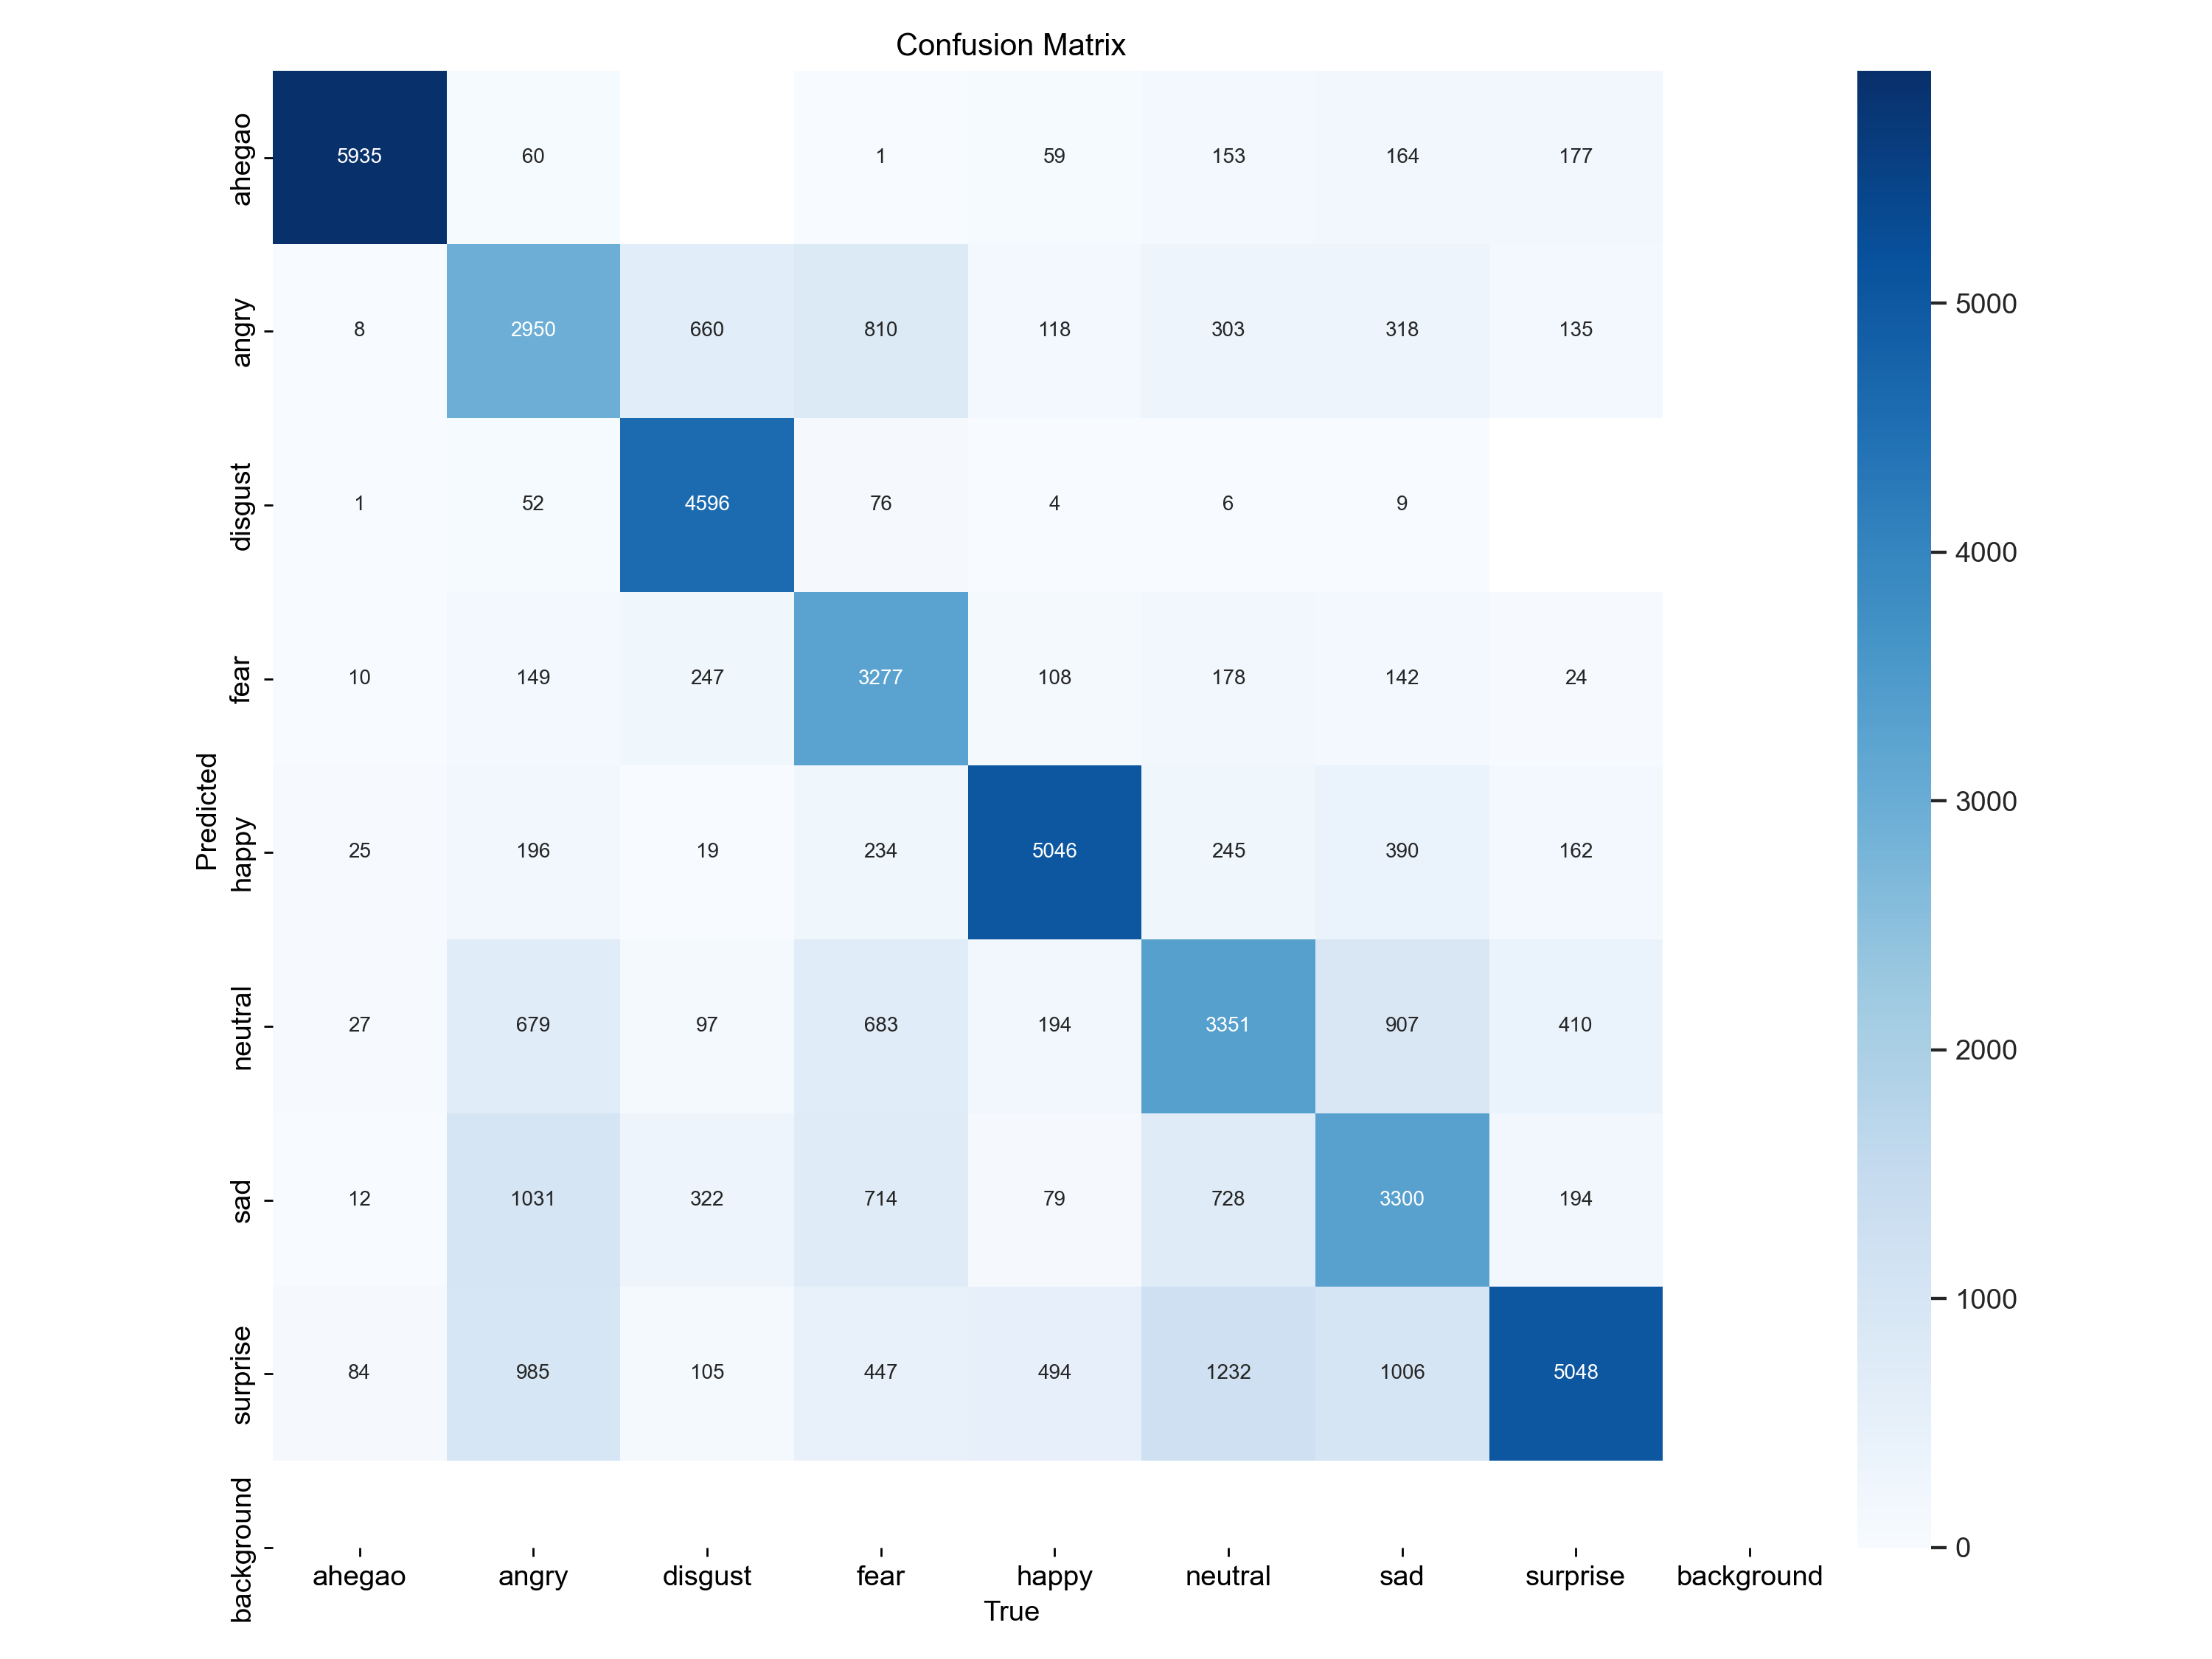 Confusion Matrix
ahegao 5935 60 1 59 153 164 177
angry 8 2950 660 810 118 303 318 135
disgust 1 52 4596 76 4 6 9
fear 10 149 247 3277 108 178 142 24
happy 25 196 19 234 5046 245 390 162
neutral 27 679 97 683 194 3351 907 410
sad 12 1031 322 714 79 728 3300 194
surprise 84 985 105 447 494 1232 1006 5048
background
Predicted
ahegao angry disgust fear happy neutral sad surprise background
True
5000
4000
3000
2000
1000
0